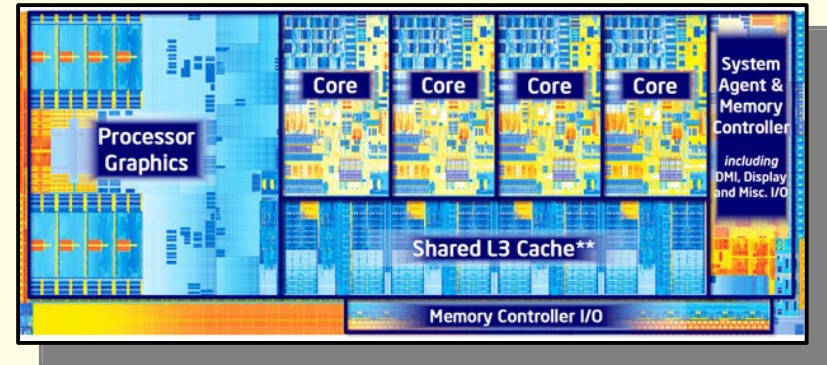 Processor
Graphics
Core
Core
Core
Core
System
Agent &
Memory
Controller
including
DMI, Display
and Misc. I/O
Shared L3 Cache**
Memory Controller I/O